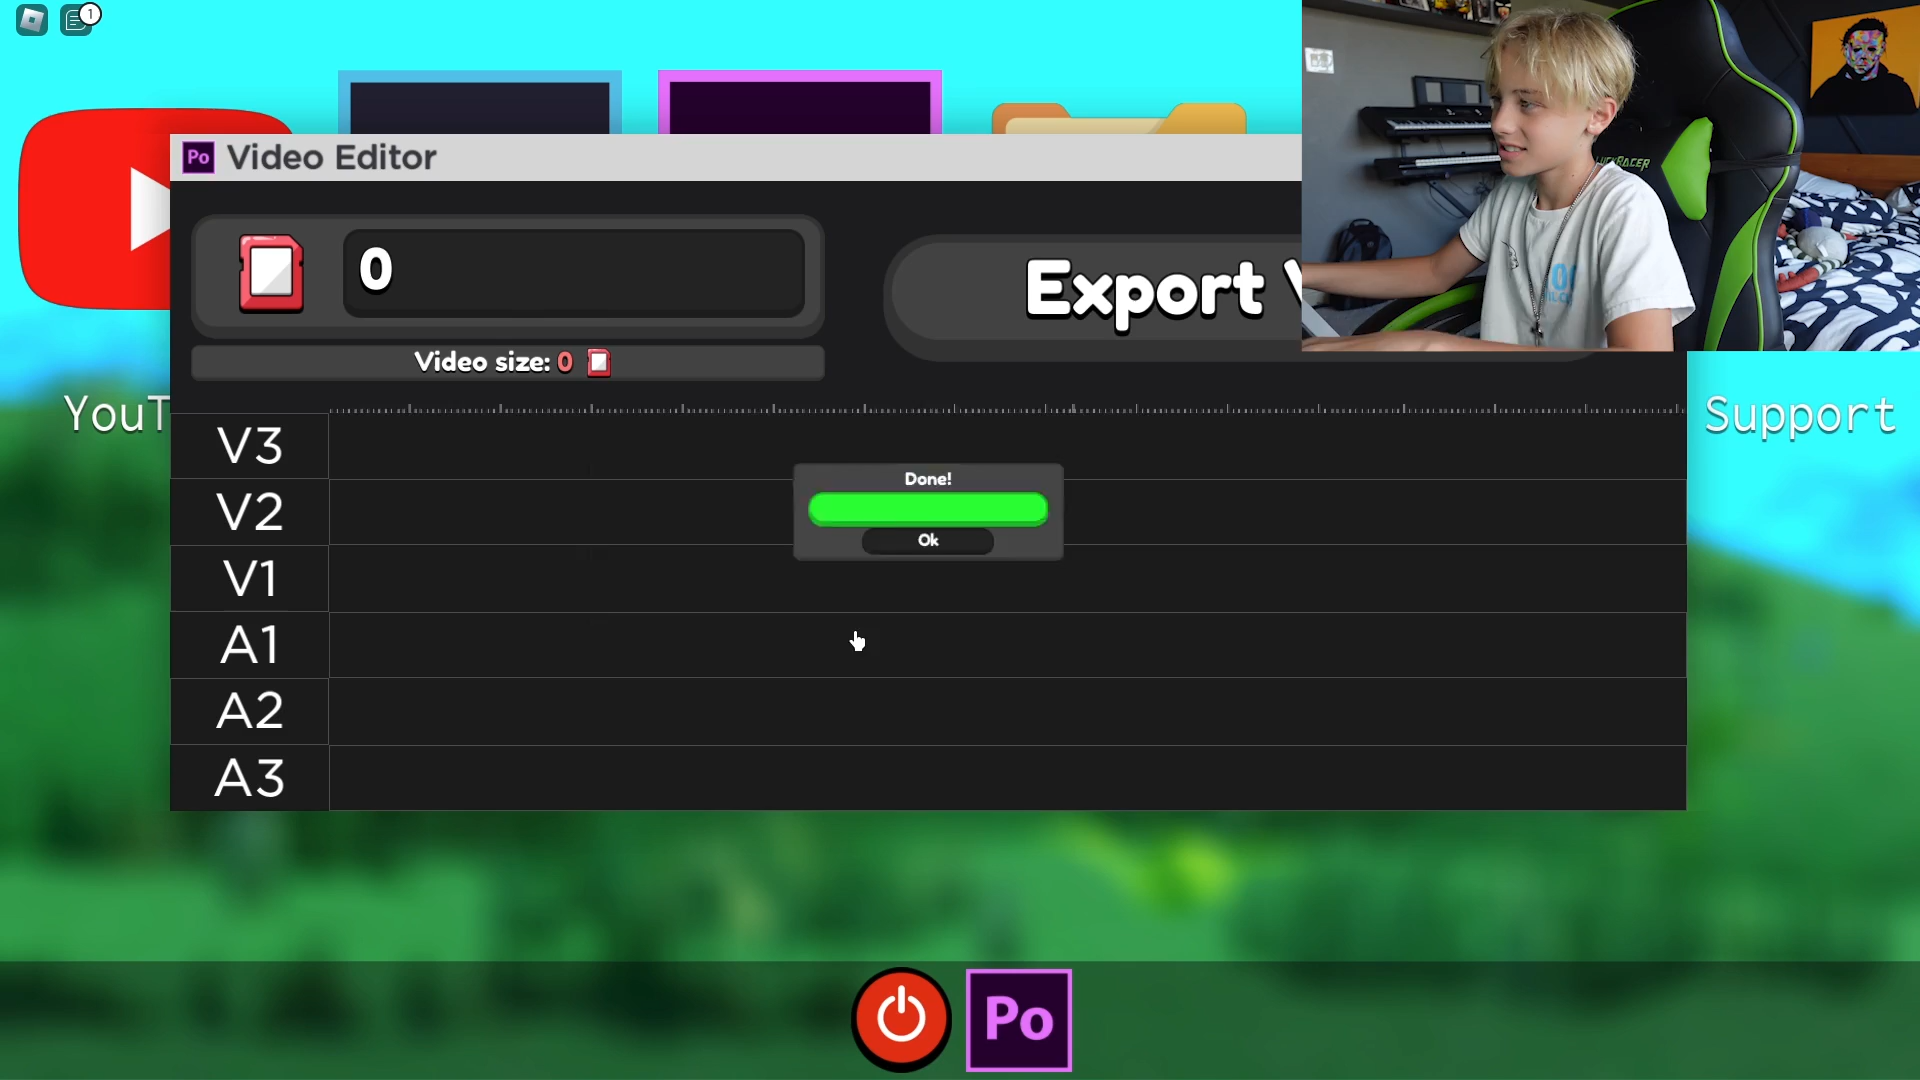 1
Po Video Editor
0
Export
Video size: 0
YouT
Support
V3
Done!
V2
Ok
V1
A1
A2
A3
Po